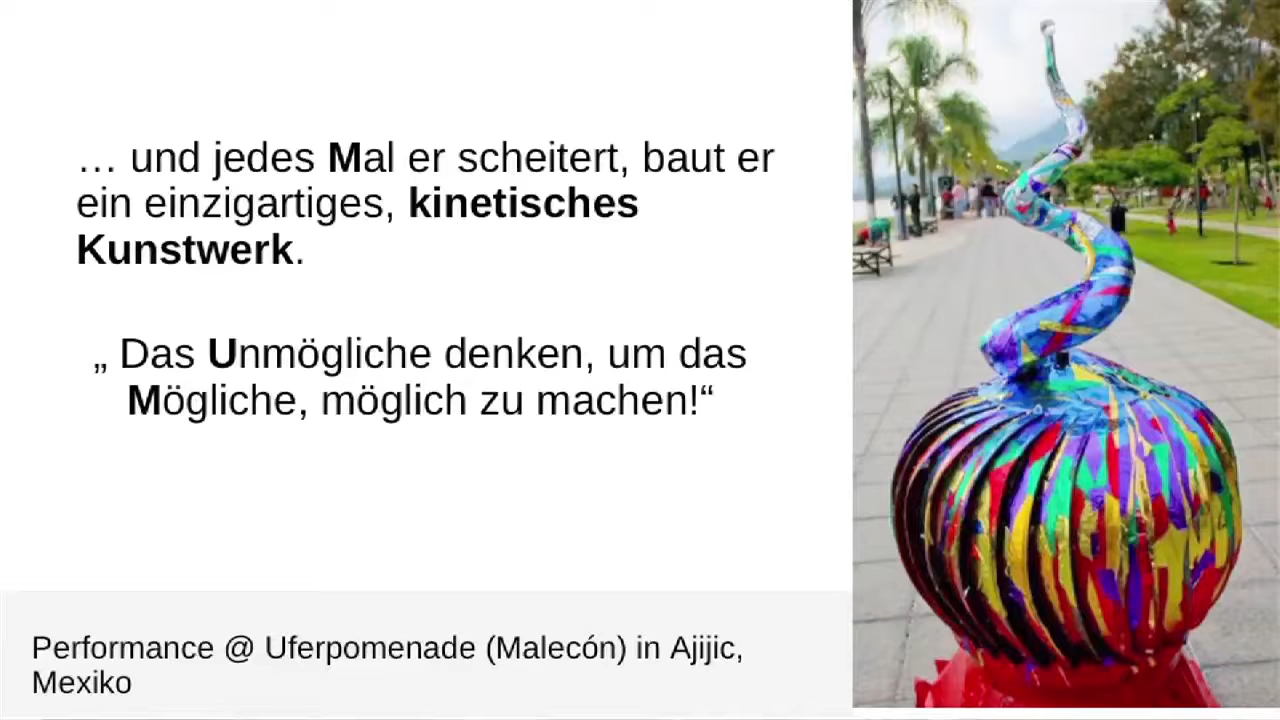 … und jedes Mal er scheitert, baut er
ein einzigartiges, kinetisches
Kunstwerk.
„ Das Unmögliche denken, um das
Mögliche, möglich zu machen!“
Performance @ Uferpomenade (Malecón) in Ajijic,
Mexiko